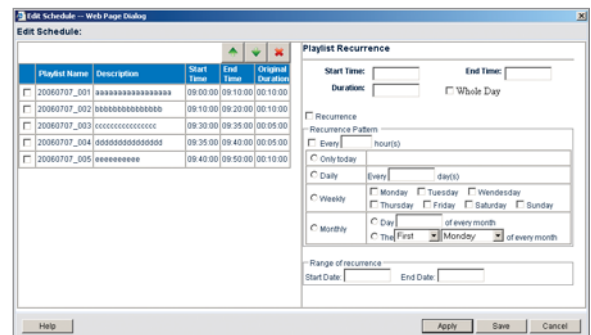 Edit Schedule -- Web Page Dialog
Edit Schedule:
Playlist Name Description Start Time End Time Original Duration
20060707_001 aaaaaaaaaaaaaaaaa 09:00:00 09:10:00 00:10:00
20060707_002 bbbbbbbbbbbbbbb 09:10:00 09:20:00 00:10:00
20060707_003 cccccccccccccccc 09:30:00 09:35:00 00:05:00
20060707_004 ddddddddddddddd 09:35:00 09:40:00 00:05:00
20060707_005 eeeeeeeeee 09:40:00 09:50:00 00:10:00
Playlist Recurrence
Start Time: End Time:
Duration: Whole Day
Recurrence
Recurrence Pattern
Every hour(s)
Only today
Daily Every day(s)
Weekly Monday Tuesday Wendesday
Thursday Friday Saturday Sunday
Monthly Day of every month
The First Monday of every month
Range of recurrence
Start Date: End Date:
Help Apply Save Cancel